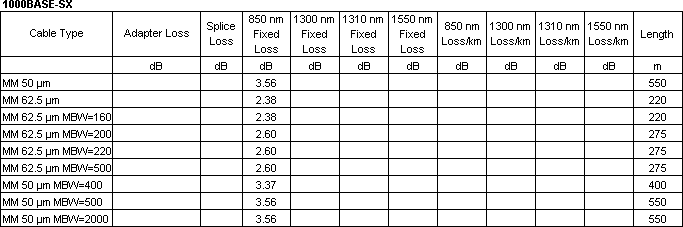 1000BASE-SX
Cable Type Adapter Loss Splice Loss 850 nm Fixed Loss 1300 nm Fixed Loss 1310 nm Fixed Loss 1550 nm Fixed Loss 850 nm Loss/km 1300 nm Loss/km 1310 nm Loss/km 1550 nm Loss/km Length
dB dB dB dB dB dB dB dB dB dB m
MM 50 µm 3.56 550
MM 62.5 µm 2.38 220
MM 62.5 µm MBW=160 2.38 220
MM 62.5 µm MBW=200 2.60 275
MM 62.5 µm MBW=220 2.60 275
MM 62.5 µm MBW=500 2.60 275
MM 50 µm MBW=400 3.37 400
MM 50 µm MBW=500 3.56 550
MM 50 µm MBW=2000 3.56 550